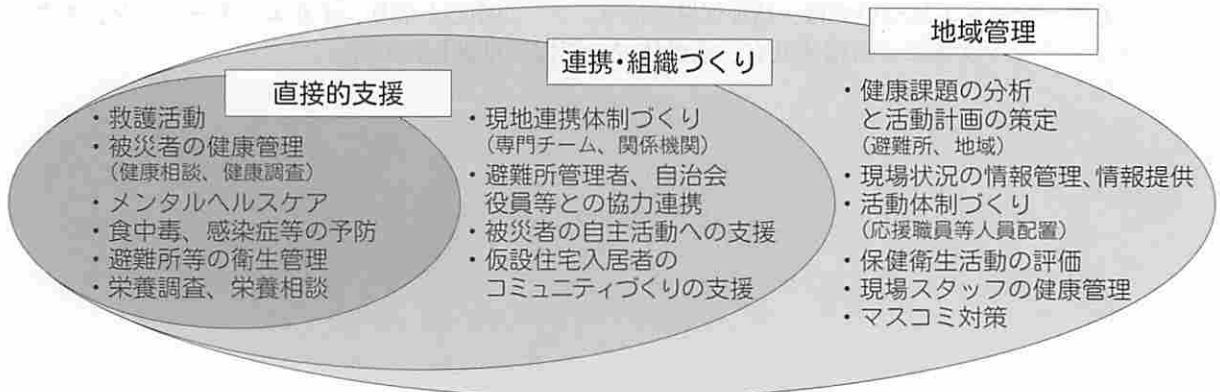 直接的支援
・救護活動
・被災者の健康管理
(健康相談、健康調査)
・メンタルヘルスケア
・食中毒、感染症等の予防
・避難所等の衛生管理
・栄養調査、栄養相談
連携・組織づくり
・現地連携体制づくり
(専門チーム、関係機関)
・避難所管理者、自治会
役員等との協力連携
・被災者の自主活動への支援
・仮設住宅入居者の
コミュニティづくりの支援
地域管理
・健康課題の分析
と活動計画の策定
(避難所、地域)
・現場状況の情報管理、情報提供
・活動体制づくり
(応援職員等人員配置)
・保健衛生活動の評価
・現場スタッフの健康管理
・マスコミ対策